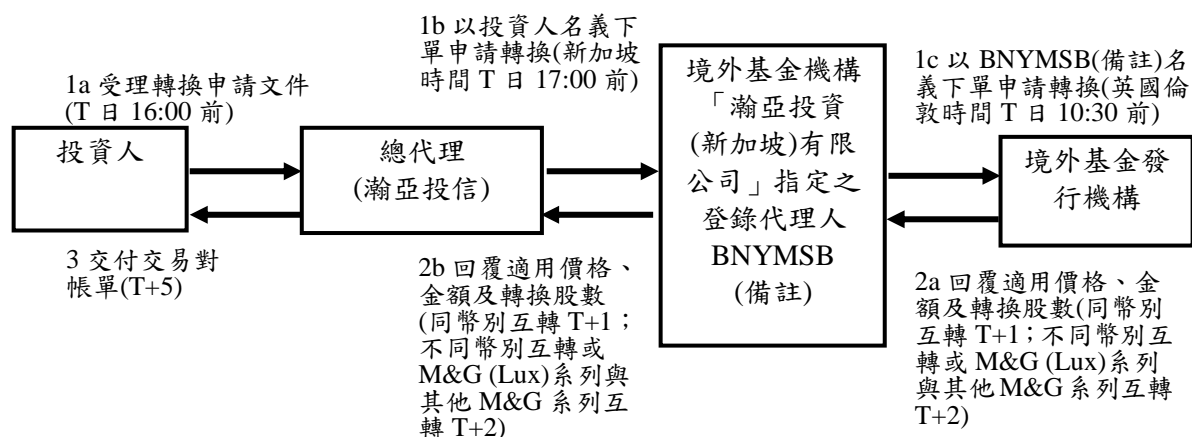 1a 受理轉換申請文件
(T 日 16:00 前)
投資人
3 交付交易對
帳單(T+5)
總代理
(瀚亞投信)
1b 以投資人名義下
單申請轉換(新加坡
時間 T 日 17:00 前)
2b 回覆適用價格、
金額及轉換股數
(同幣別互轉 T+1；
不同幣別互轉或
M&G (Lux)系列與
其他 M&G 系列互
轉 T+2)
境外基金機構
「瀚亞投資
(新加坡)有限
公司」指定之
登錄代理人
BNYMSB
(備註)
1c 以 BNYMSB(備註)名
義下單申請轉換(英國倫
敦時間 T 日 10:30 前)
境外基金發
行機構
2a 回覆適用價格、金
額及轉換股數(同幣別
互轉 T+1；不同幣別互
轉或 M&G (Lux)系列
與其他 M&G 系列互轉
T+2)